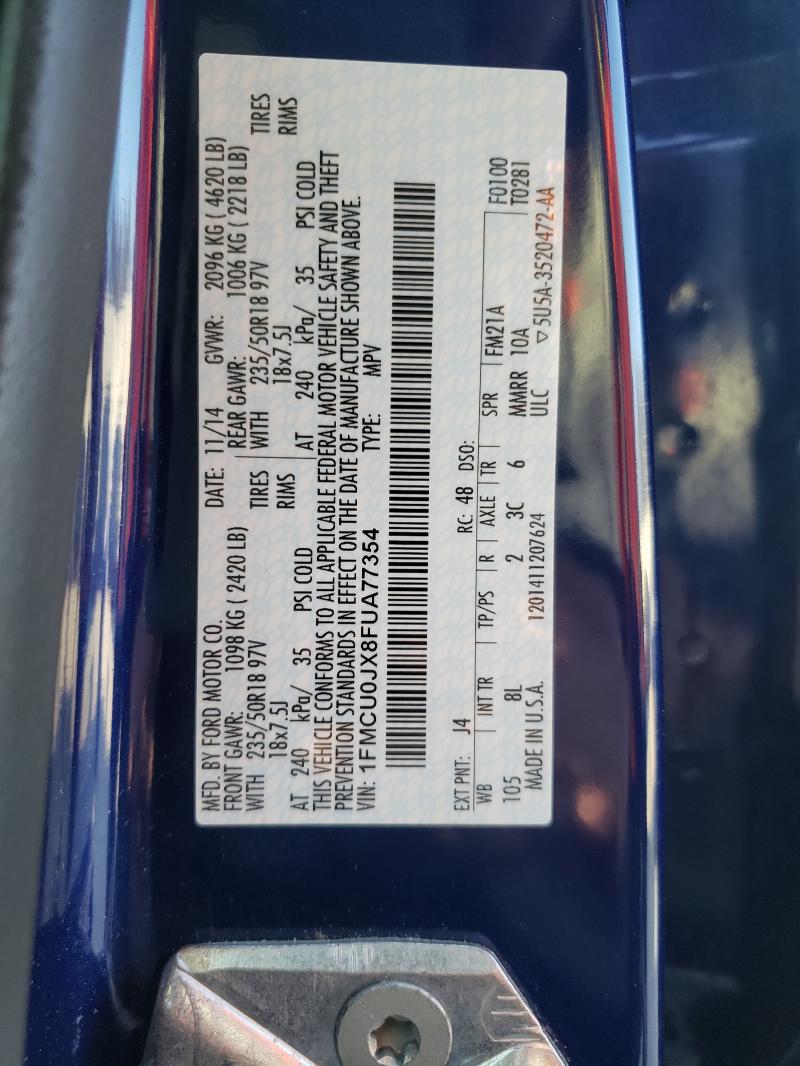 MFD. BY FORD MOTOR CO. DATE: 11/14 GVWR: 2096 KG ( 4620 LB)
FRONT GAWR: 1098 KG ( 2420 LB) REAR GAWR: 1006 KG ( 2218 LB)
WITH 235/50R18 97V TIRES WITH 235/50R18 97V TIRES
18x7.5J RIMS 18x7.5J RIMS
AT 240 kPa/ 35 PSI COLD AT 240 kPa/ 35 PSI COLD
THIS VEHICLE CONFORMS TO ALL APPLICABLE FEDERAL MOTOR VEHICLE SAFETY AND THEFT
PREVENTION STANDARDS IN EFFECT ON THE DATE OF MANUFACTURE SHOWN ABOVE.
VIN: 1FMCU0JX8FUA77354 TYPE: MPV
EXT PNT: J4 RC: 48 DSO:
WB INT TR TP/PS R AXLE TR SPR FM21A F0100
105 8L 2 3C 6 MMRR 10A T0281
MADE IN U.S.A. 1201411207624 ULC ▽5U5A-3520472-AA